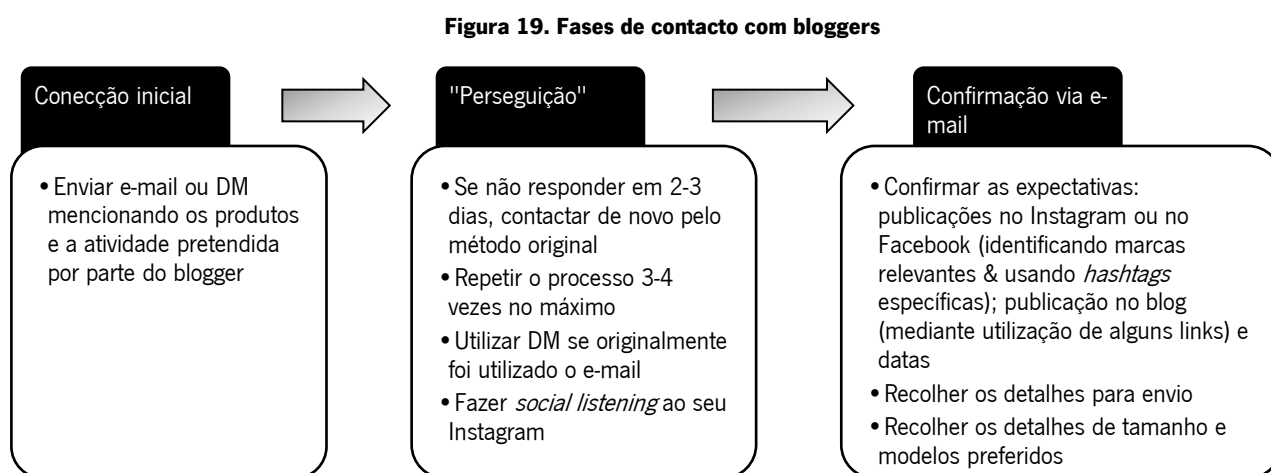 Figura 19. Fases de contacto com bloggers
Conecção inicial
• Enviar e-mail ou DM
mencionando os produtos
e a atividade pretendida
por parte do blogger
"Perseguição"
• Se não responder em 2-3
dias, contactar de novo pelo
método original
• Repetir o processo 3-4
vezes no máximo
• Utilizar DM se originalmente
foi utilizado o e-mail
• Fazer social listening ao seu
Instagram
Confirmação via e-
mail
• Confirmar as expectativas:
publicações no Instagram ou no
Facebook (identificando marcas
relevantes & usando hashtags
específicas); publicação no blog
(mediante utilização de alguns links) e
datas
• Recolher os detalhes para envio
• Recolher os detalhes de tamanho e
modelos preferidos